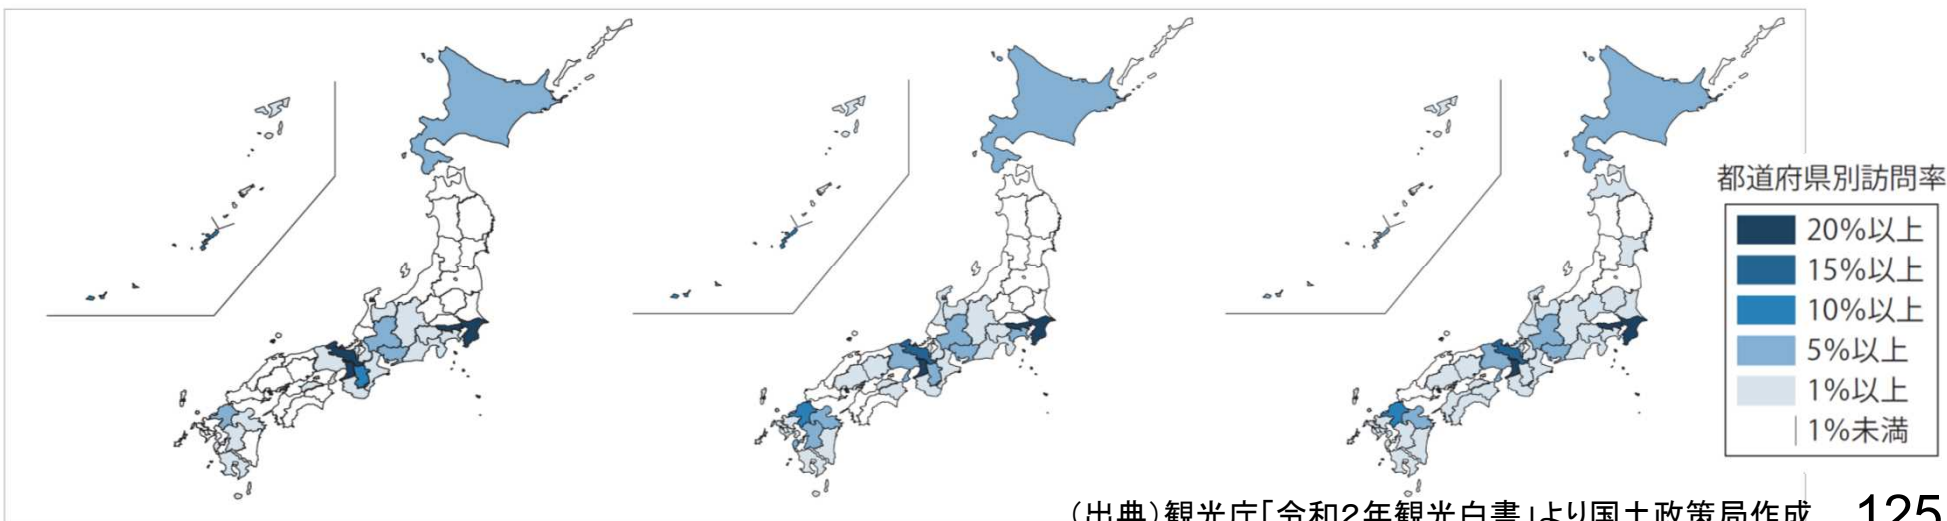 都道府県別訪問率
20%以上
15%以上
10%以上
5%以上
1%以上
1%未満
(出典)観光庁「令和2年観光白書」より国土政策局作成
125